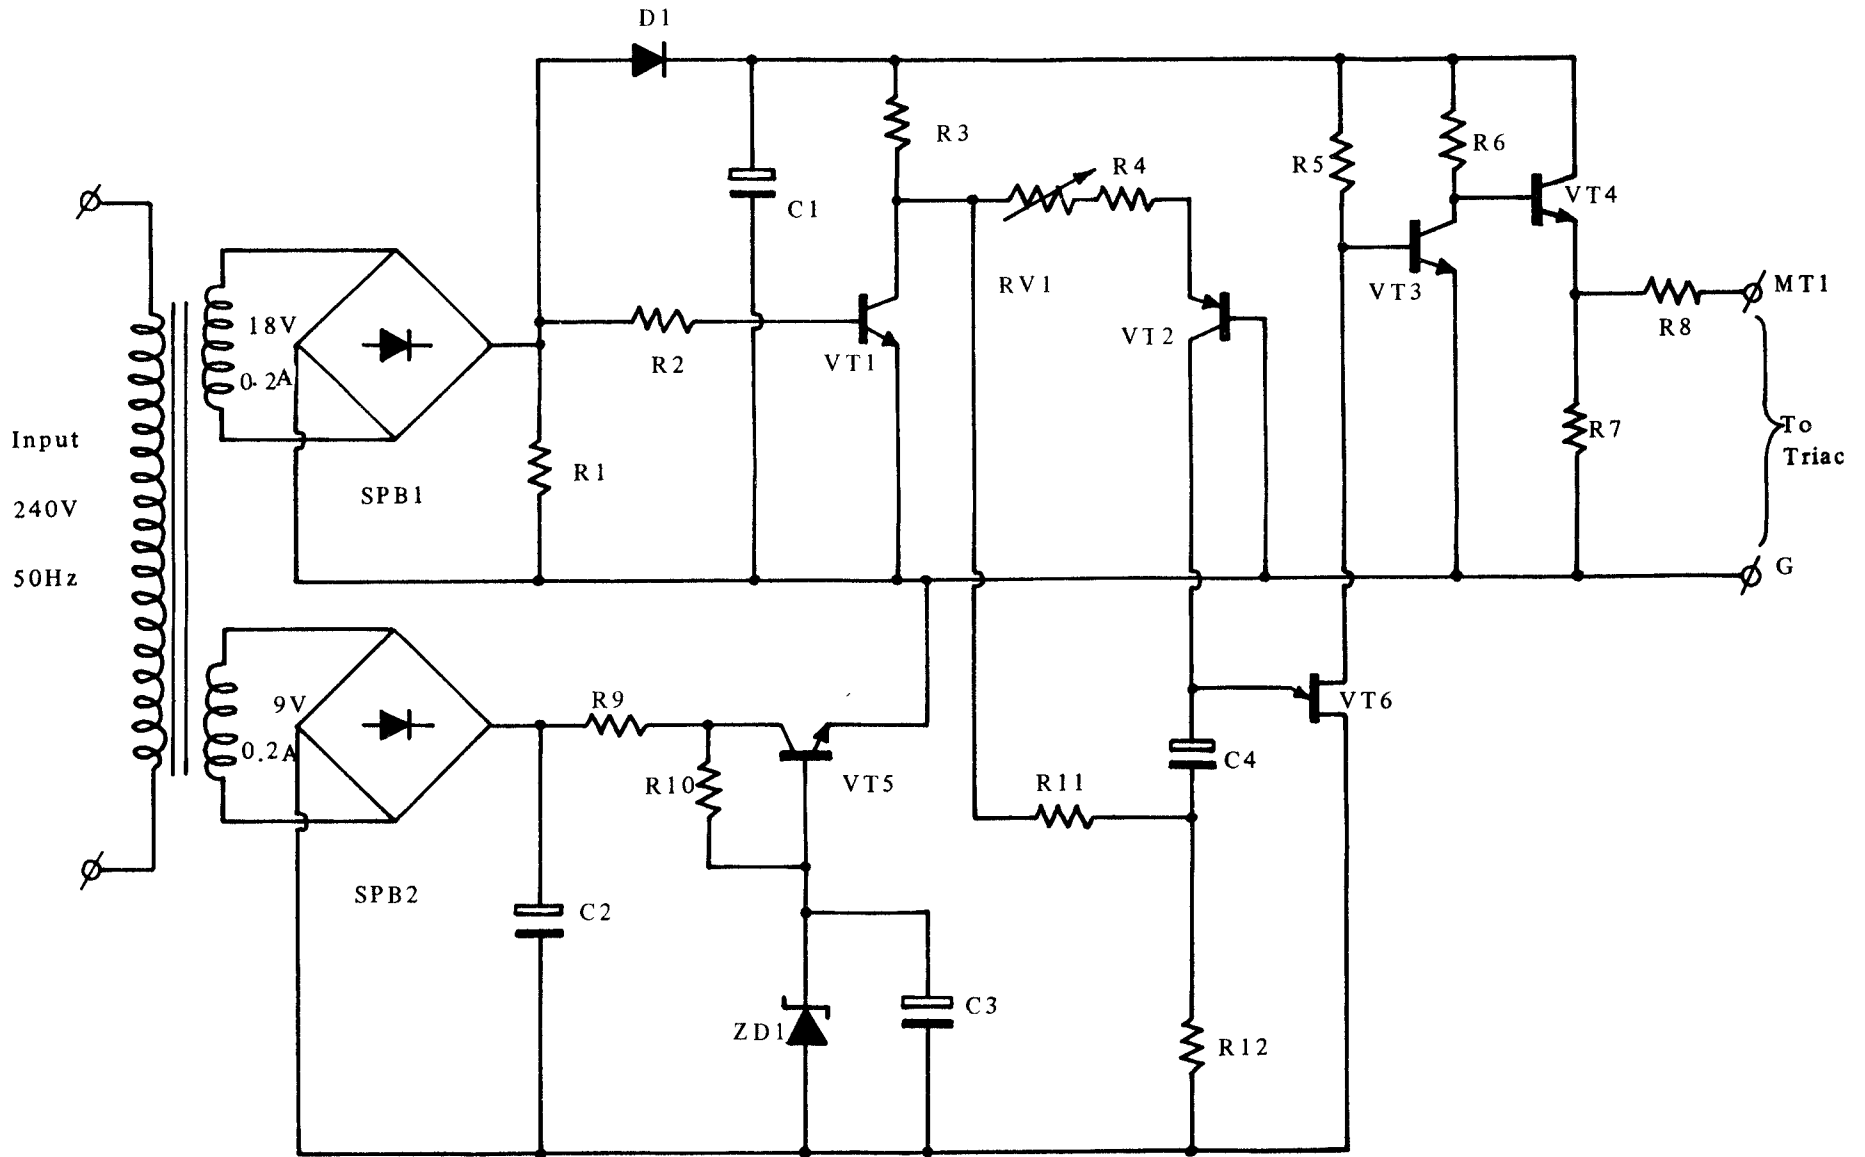 D1
R3
R4
R5
R6
VT4
C1
RV1
MT1
18V
0.2A
R2
VT1
VT2
VT3
R8
Input
240V
50Hz
SPB1
R1
R7
To
Triac
G
9V
0.2A
R9
R10
VT5
VT6
R11
C4
SPB2
C2
ZD1
C3
R12